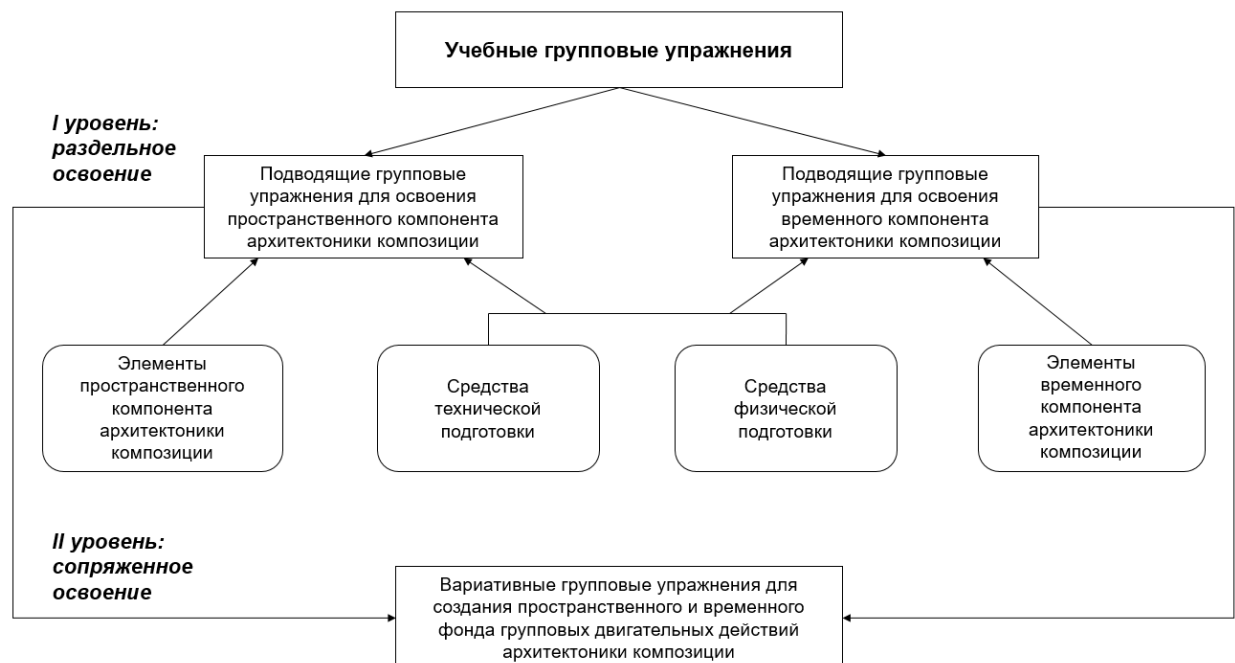 Учебные групповые упражнения
I уровень:
раздельное
освоение
Подводящие групповые
упражнения для освоения
пространственного компонента
архитектоники композиции
Подводящие групповые
упражнения для освоения
временного компонента
архитектоники композиции
Элементы
пространственного
компонента
архитектоники
композиции
Средства
технической
подготовки
Средства
физической
подготовки
Элементы
временного
компонента
архитектоники
композиции
II уровень:
сопряженное
освоение
Вариативные групповые упражнения для
создания пространственного и временного
фонда групповых двигательных действий
архитектоники композиции